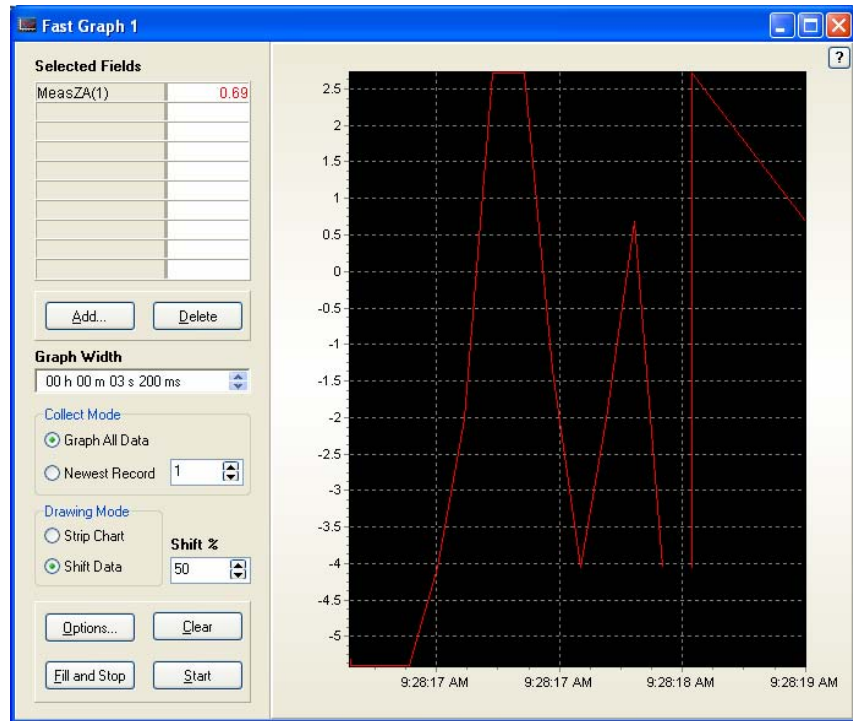 Fast Graph 1
?
Selected Fields
MeasZA(1) 0.69
Add... Delete
Graph Width
00 h 00 m 03 s 200 ms
Collect Mode
Graph All Data
Newest Record 1
Drawing Mode
Strip Chart
Shift Data
Shift %
50
Options... Clear
Fill and Stop Start
2.5
2
1.5
1
0.5
0
-0.5
-1
-1.5
-2
-2.5
-3
-3.5
-4
-4.5
-5
9:28:17 AM 9:28:17 AM 9:28:18 AM 9:28:19 AM